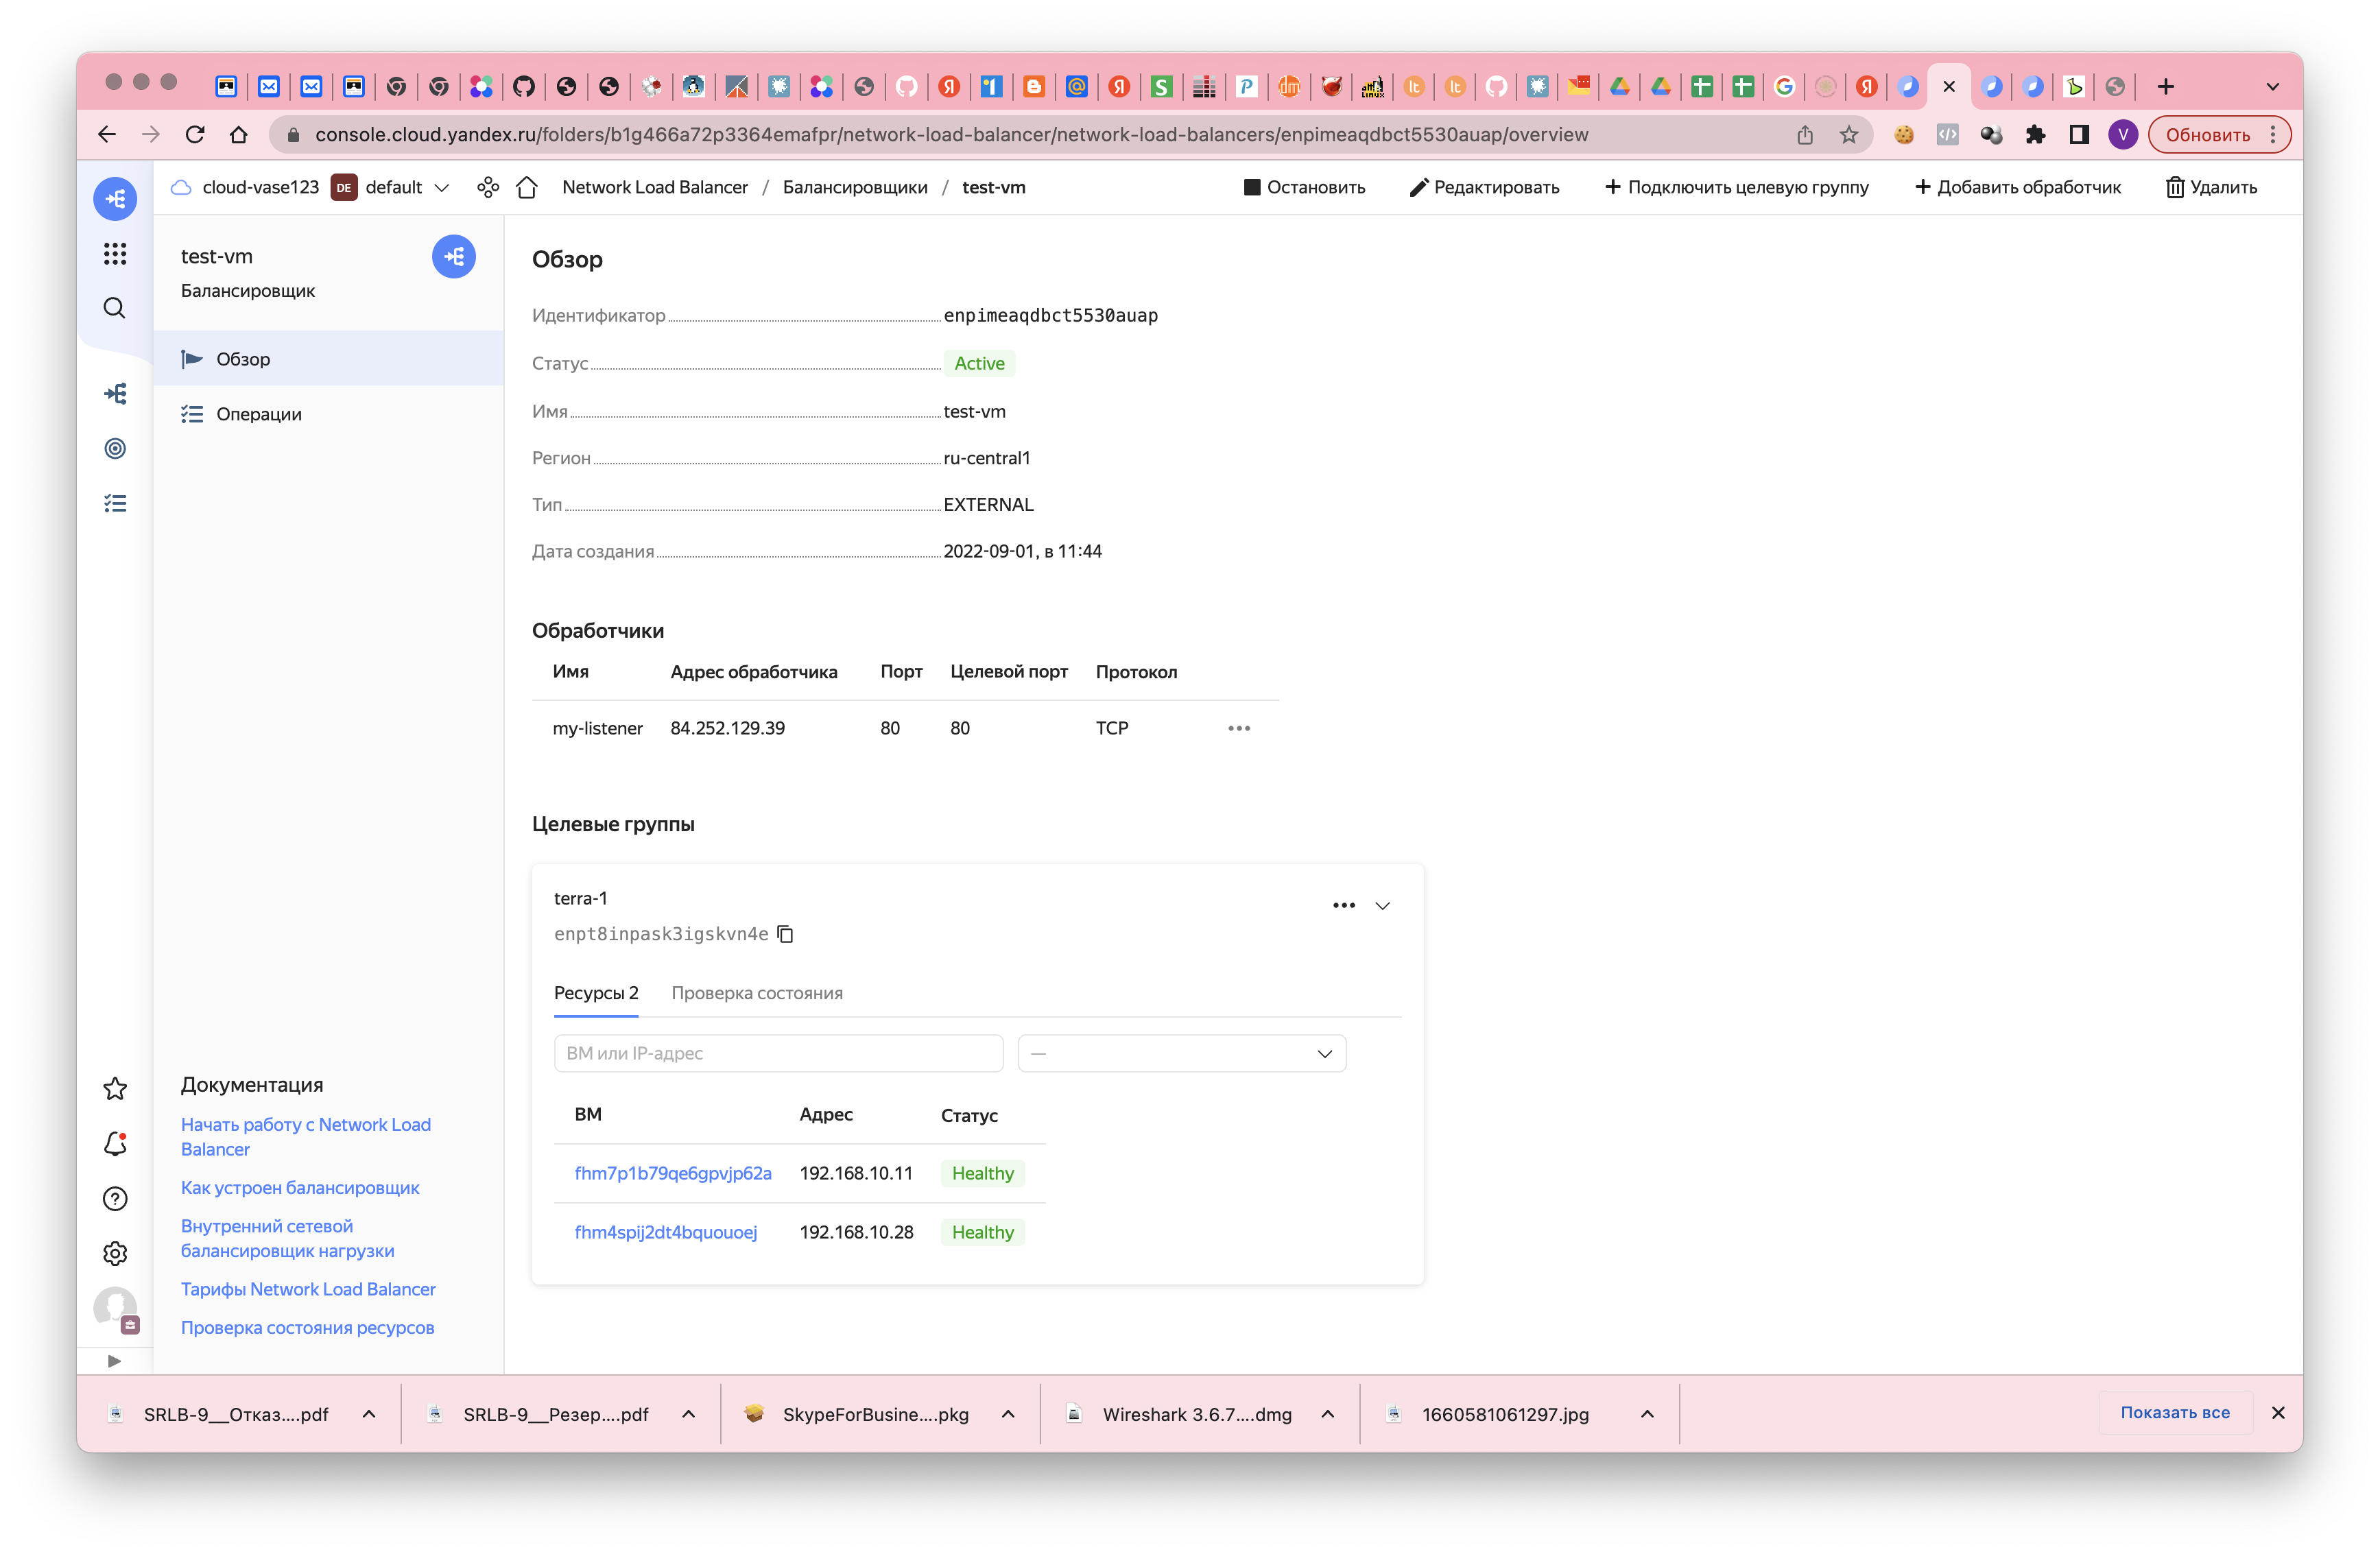 console.cloud.yandex.ru/folders/b1g466a72p3364emafpr/network-load-balancer/network-load-balancers/enpimeaqdbct5530auap/overview
V
Обновить
cloud-vase123 DE default Network Load Balancer / Балансировщики / test-vm
Остановить Редактировать + Подключить целевую группу + Добавить обработчик Удалить
test-vm
Балансировщик
Обзор
Операции
Документация
Начать работу с Network Load
Balancer
Как устроен балансировщик
Внутренний сетевой
балансировщик нагрузки
Тарифы Network Load Balancer
Проверка состояния ресурсов
Обзор
Идентификатор enpimeaqdbct5530auap
Статус Active
Имя test-vm
Регион ru-central1
Тип EXTERNAL
Дата создания 2022-09-01, в 11:44
Обработчики
Имя Адрес обработчика Порт Целевой порт Протокол
my-listener 84.252.129.39 80 80 TCP
Целевые группы
terra-1
enpt8inpask3igskvn4e
Ресурсы 2 Проверка состояния
ВМ или IP-адрес —
ВМ Адрес Статус
fhm7p1b79qe6gpvjp62a 192.168.10.11 Healthy
fhm4spij2dt4bquouoej 192.168.10.28 Healthy
SRLB-9__Отказ....pdf SRLB-9__Резер....pdf SkypeForBusine....pkg Wireshark 3.6.7....dmg 1660581061297.jpg Показать все